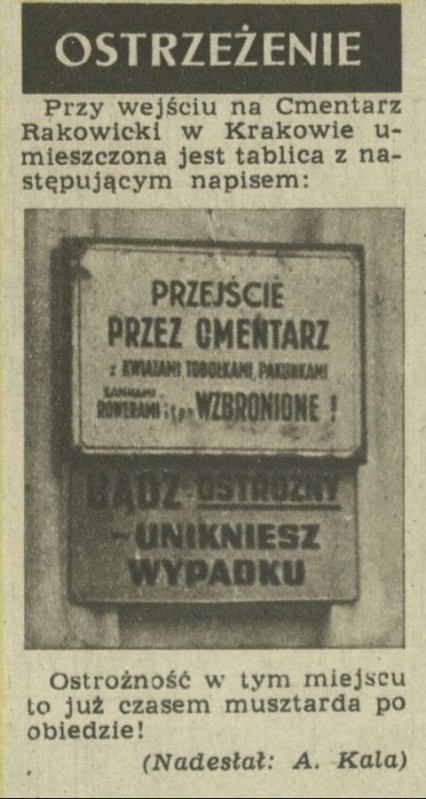 OSTRZEŻENIE
Przy wejściu na Cmentarz
Rakowicki w Krakowie u-
mieszczona jest tablica z na-
stępującym napisem:
PRZEJŚCIE
PRZEZ CMENTARZ
z KWIATAMI TOBOŁKAMI, PAKUNKAMI
SANKAMI
ROWERAMI i t p. WZBRONIONE !
BĄDŹ OSTROŻNY
- UNIKNIESZ
WYPADKU
Ostrożność w tym miejscu
to już czasem musztarda po
obiedzie!
(Nadesłał: A. Kala)